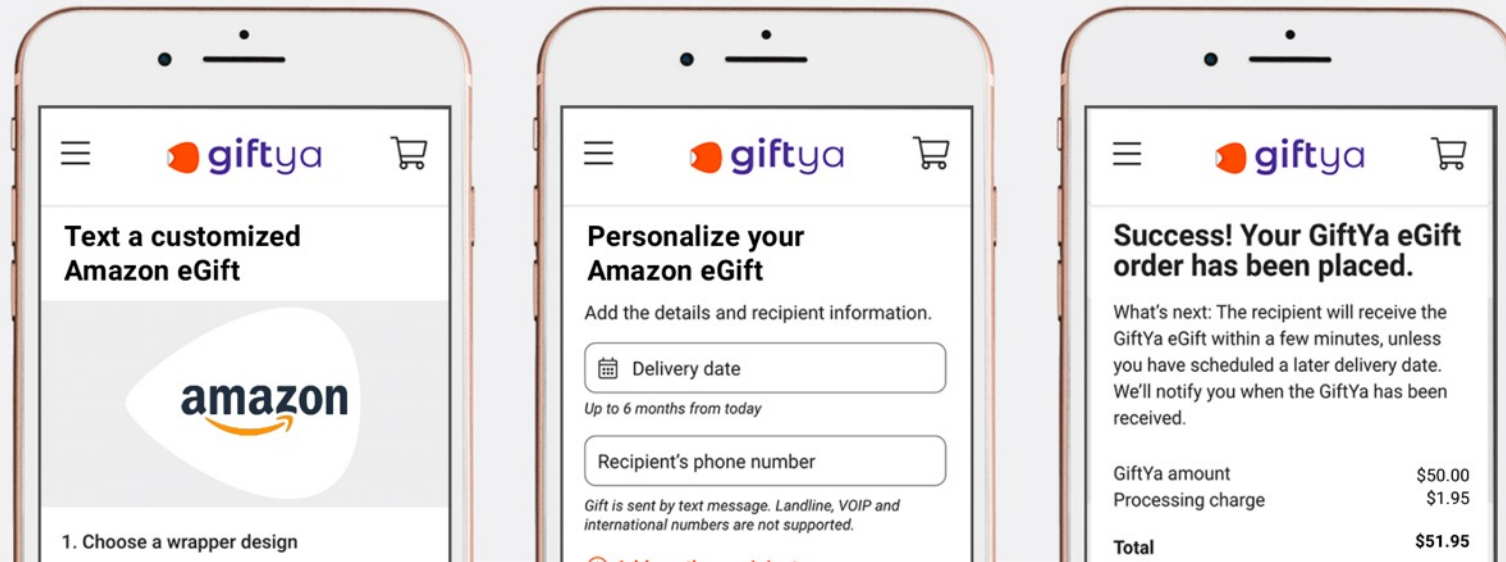 giftya
Text a customized
Amazon eGift
amazon
1. Choose a wrapper design
giftya
Personalize your
Amazon eGift
Add the details and recipient information.
Delivery date
Up to 6 months from today
Recipient's phone number
Gift is sent by text message. Landline, VOIP and
international numbers are not supported.
giftya
Success! Your GiftYa eGift
order has been placed.
What's next: The recipient will receive the
GiftYa eGift within a few minutes, unless
you have scheduled a later delivery date.
We'll notify you when the GiftYa has been
received.
GiftYa amount $50.00
Processing charge $1.95
Total $51.95